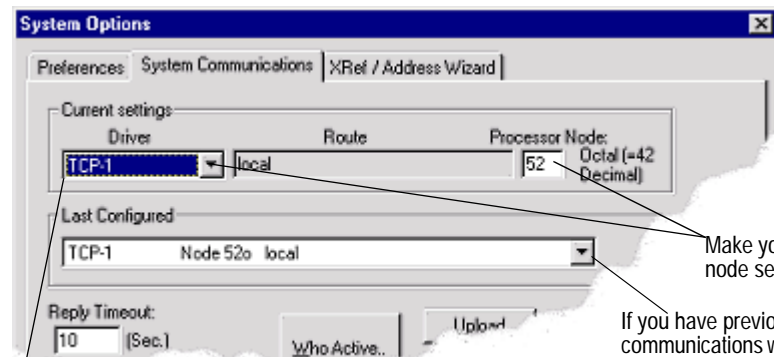 System Options
Preferences System Communications XRef / Address Wizard
Current settings
Driver Route Processor Node:
TCP-1 local 52 Octal (=42 Decimal)
Last Configured
TCP-1 Node 52o local
Reply Timeout:
10 (Sec.)
Who Active..
Upload
Make yo
node se
If you have previo
communications w